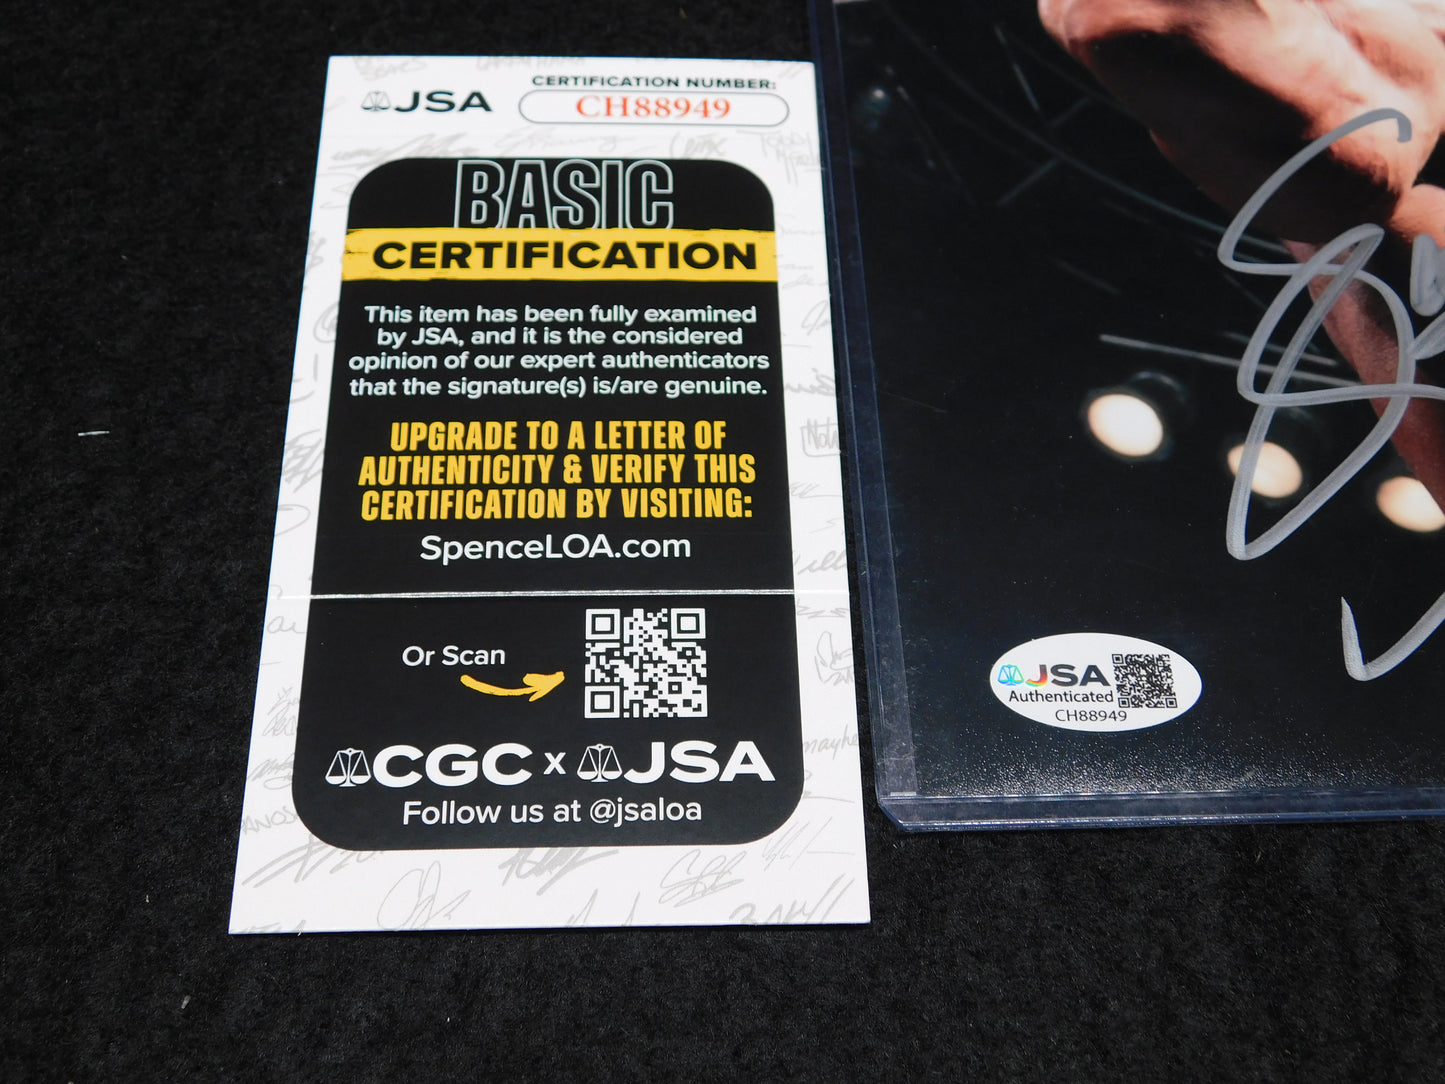 JSA
CERTIFICATION NUMBER:
CH88949
BASIC
CERTIFICATION
This item has been fully examined
by JSA, and it is the considered
opinion of our expert authenticators
that the signature(s) is/are genuine.
UPGRADE TO A LETTER OF
AUTHENTICITY & VERIFY THIS
CERTIFICATION BY VISITING:
SpenceLOA.com
Or Scan
CGC x JSA
Follow us at @jsaloa
JSA
Authenticated
CH88949